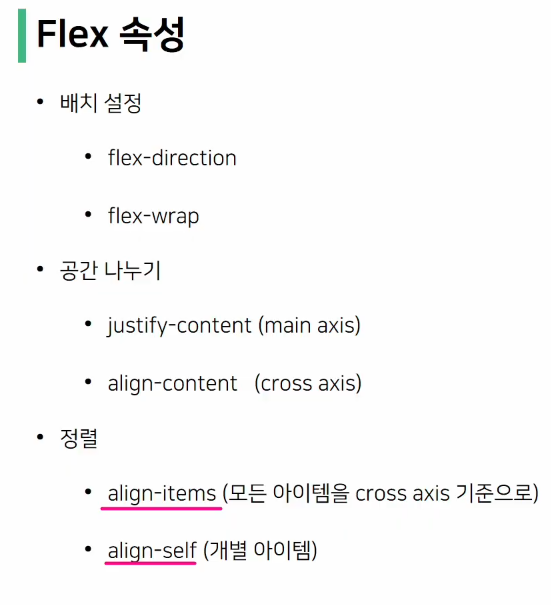 Flex 속성
• 배치 설정
• flex-direction
• flex-wrap
• 공간 나누기
• justify-content (main axis)
• align-content (cross axis)
• 정렬
• align-items (모든 아이템을 cross axis 기준으로)
• align-self (개별 아이템)